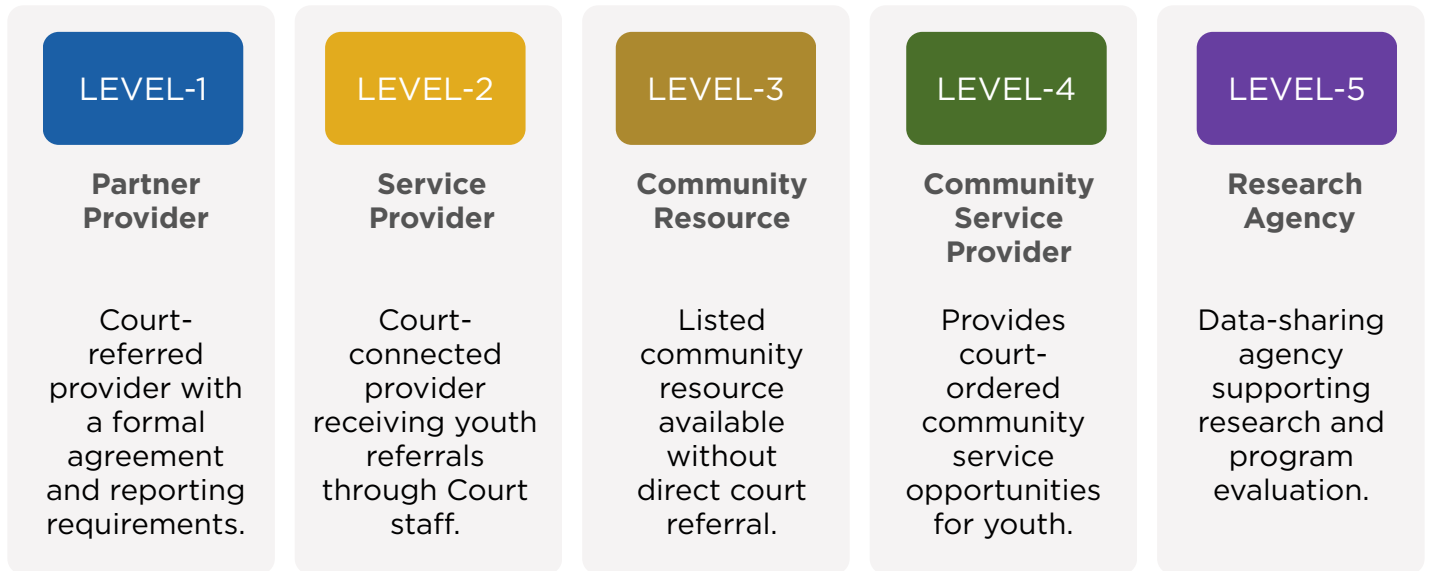 LEVEL-1
Partner
Provider
Court-
referred
provider with
a formal
agreement
and reporting
requirements.
LEVEL-2
Service
Provider
Court-
connected
provider
receiving youth
referrals
through Court
staff.
LEVEL-3
Community
Resource
Listed
community
resource
available
without
direct court
referral.
LEVEL-4
Community
Service
Provider
Provides
court-
ordered
community
service
opportunities
for youth.
LEVEL-5
Research
Agency
Data-sharing
agency
supporting
research and
program
evaluation.